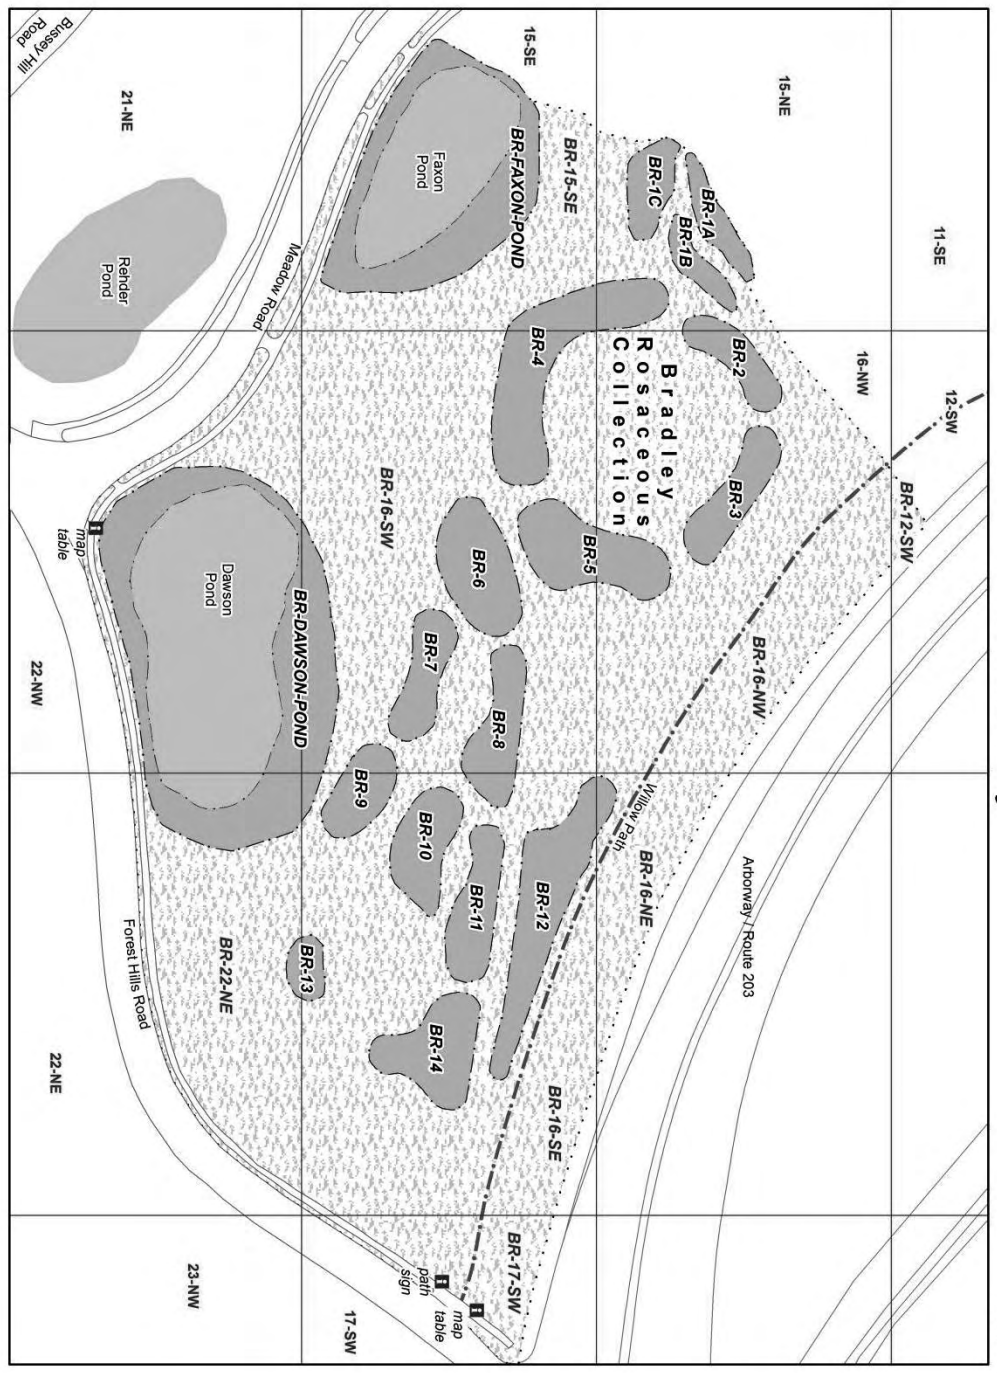 Bussey Hill
Road
21-NE
15-SE
15-NE
11-SE
Faxon
Pond
BR-FAXON-POND
BR-15-SE
BR-1C
BR-1A
BR-1B
Rehder
Pond
Meadow Road
BR-4
Bradley
Rosaceous
Collection
BR-2
16-NW
12-SW
BR-3
BR-12-SW
BR-16-SW
map
table
Dawson
Pond
BR-DAWSON-POND
BR-6
BR-5
BR-7
BR-8
BR-16-NW
22-NW
BR-9
BR-10
BR-11
BR-12
Willow Path
BR-16-NE
Arborway / Route 203
Forest Hills Road
BR-22-NE
BR-13
BR-14
22-NE
BR-16-SE
BR-17-SW
path
sign
map
table
23-NW
17-SW